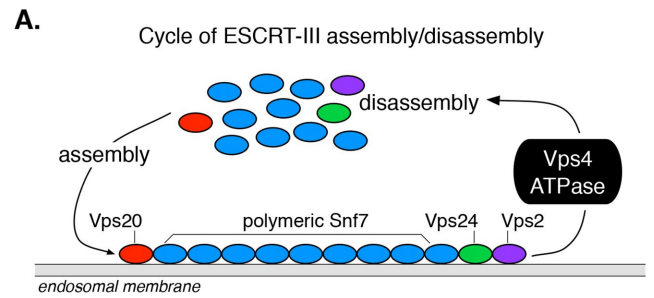 A.
Cycle of ESCRT-III assembly/disassembly
disassembly
assembly
Vps4
ATPase
Vps20
polymeric Snf7
Vps24
Vps2
endosomal membrane